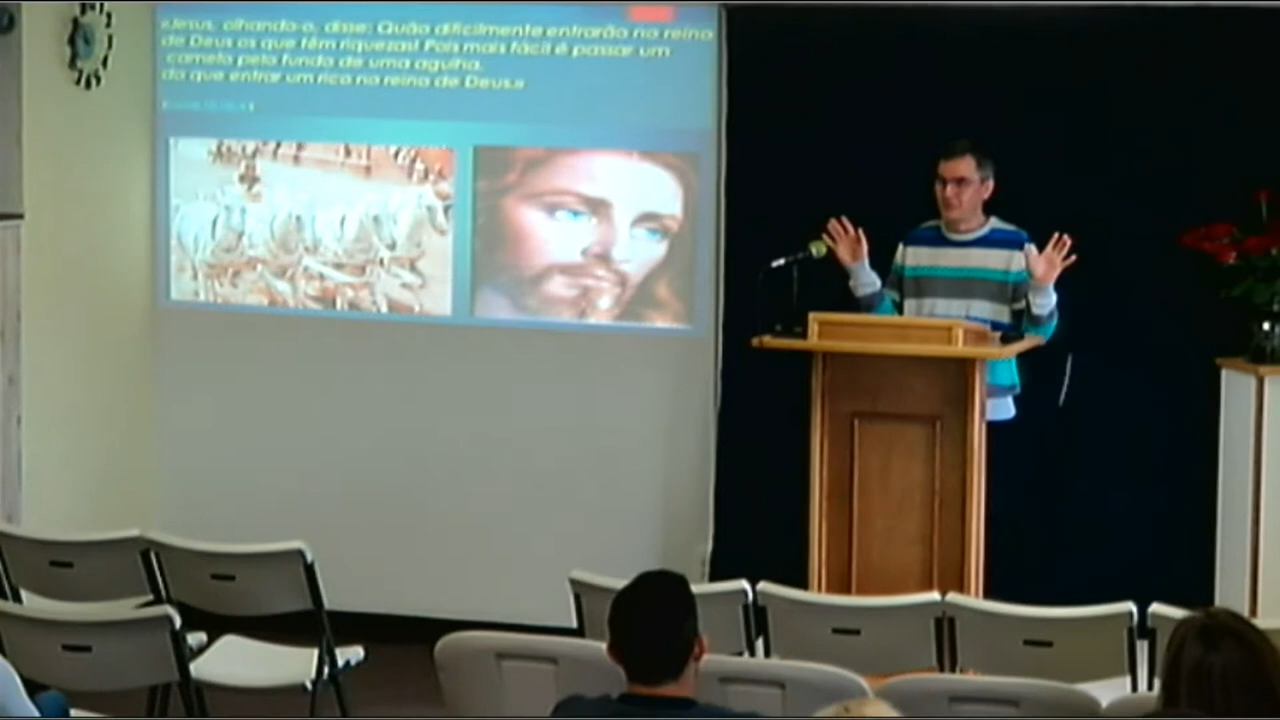 «Jesus, olhando-o, disse: Quão dificilmente entrarão no reino
de Deus os que têm riquezas! Pois mais fácil é passar um
camelo pelo fundo de uma agulha,
do que entrar um rico no reino de Deus.»